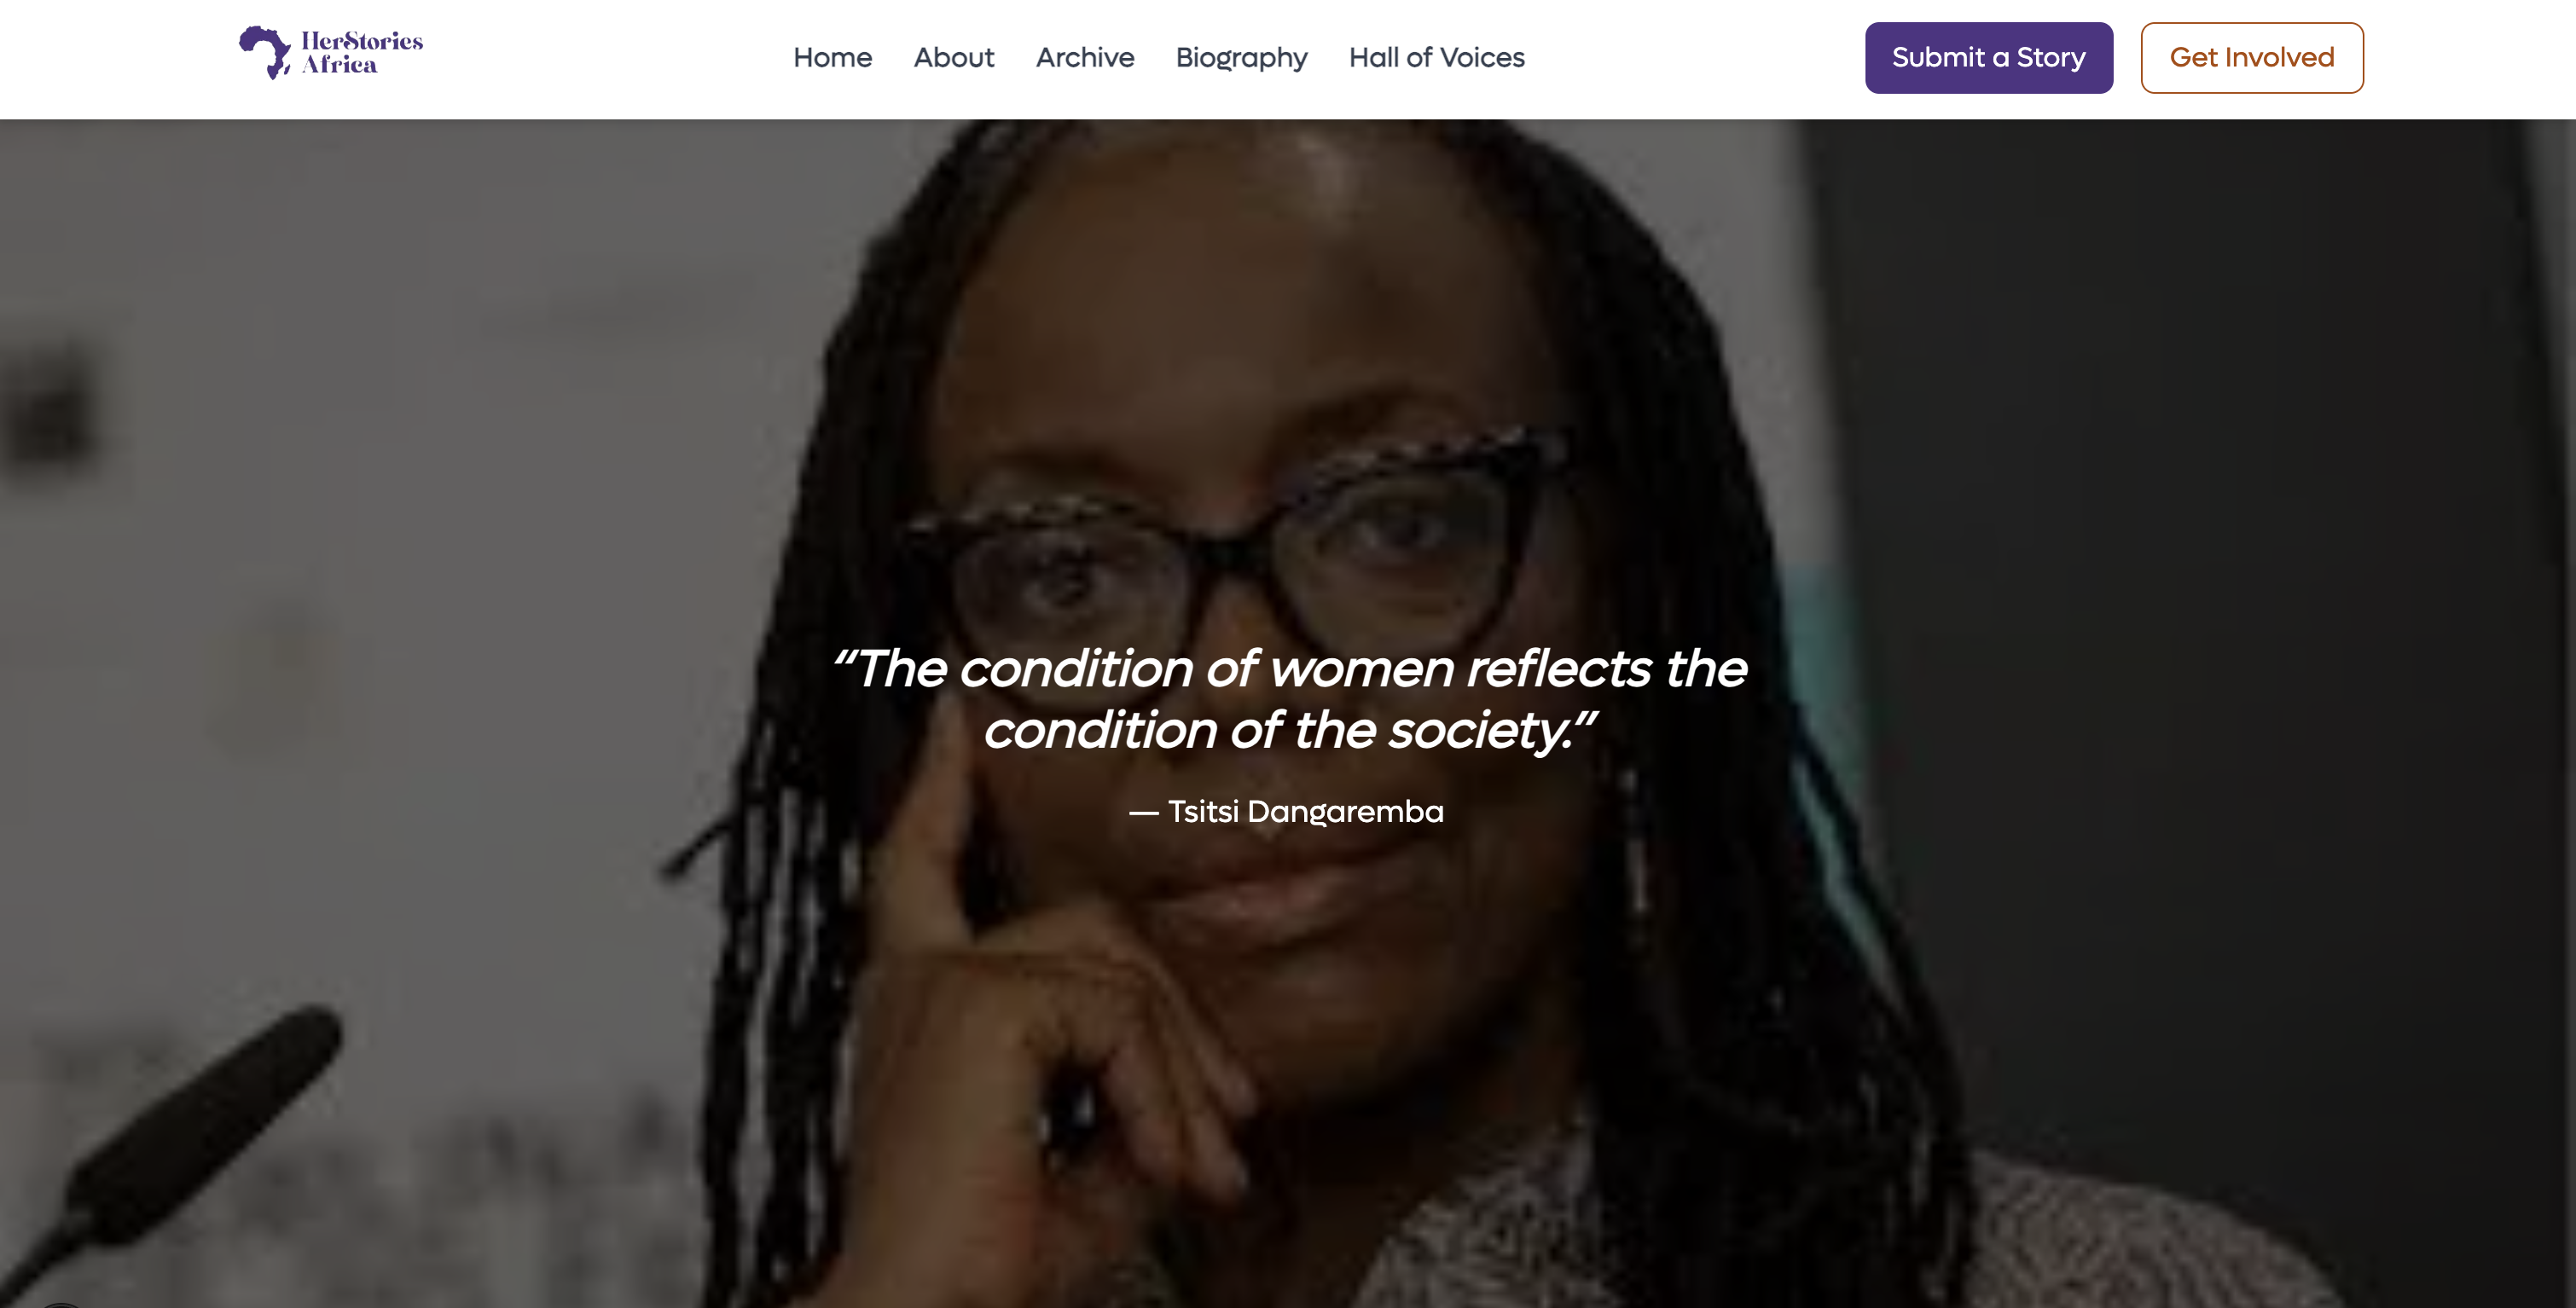 HerStories
Africa
Home About Archive Biography Hall of Voices Submit a Story Get Involved
“The condition of women reflects the
condition of the society.”
— Tsitsi Dangaremba